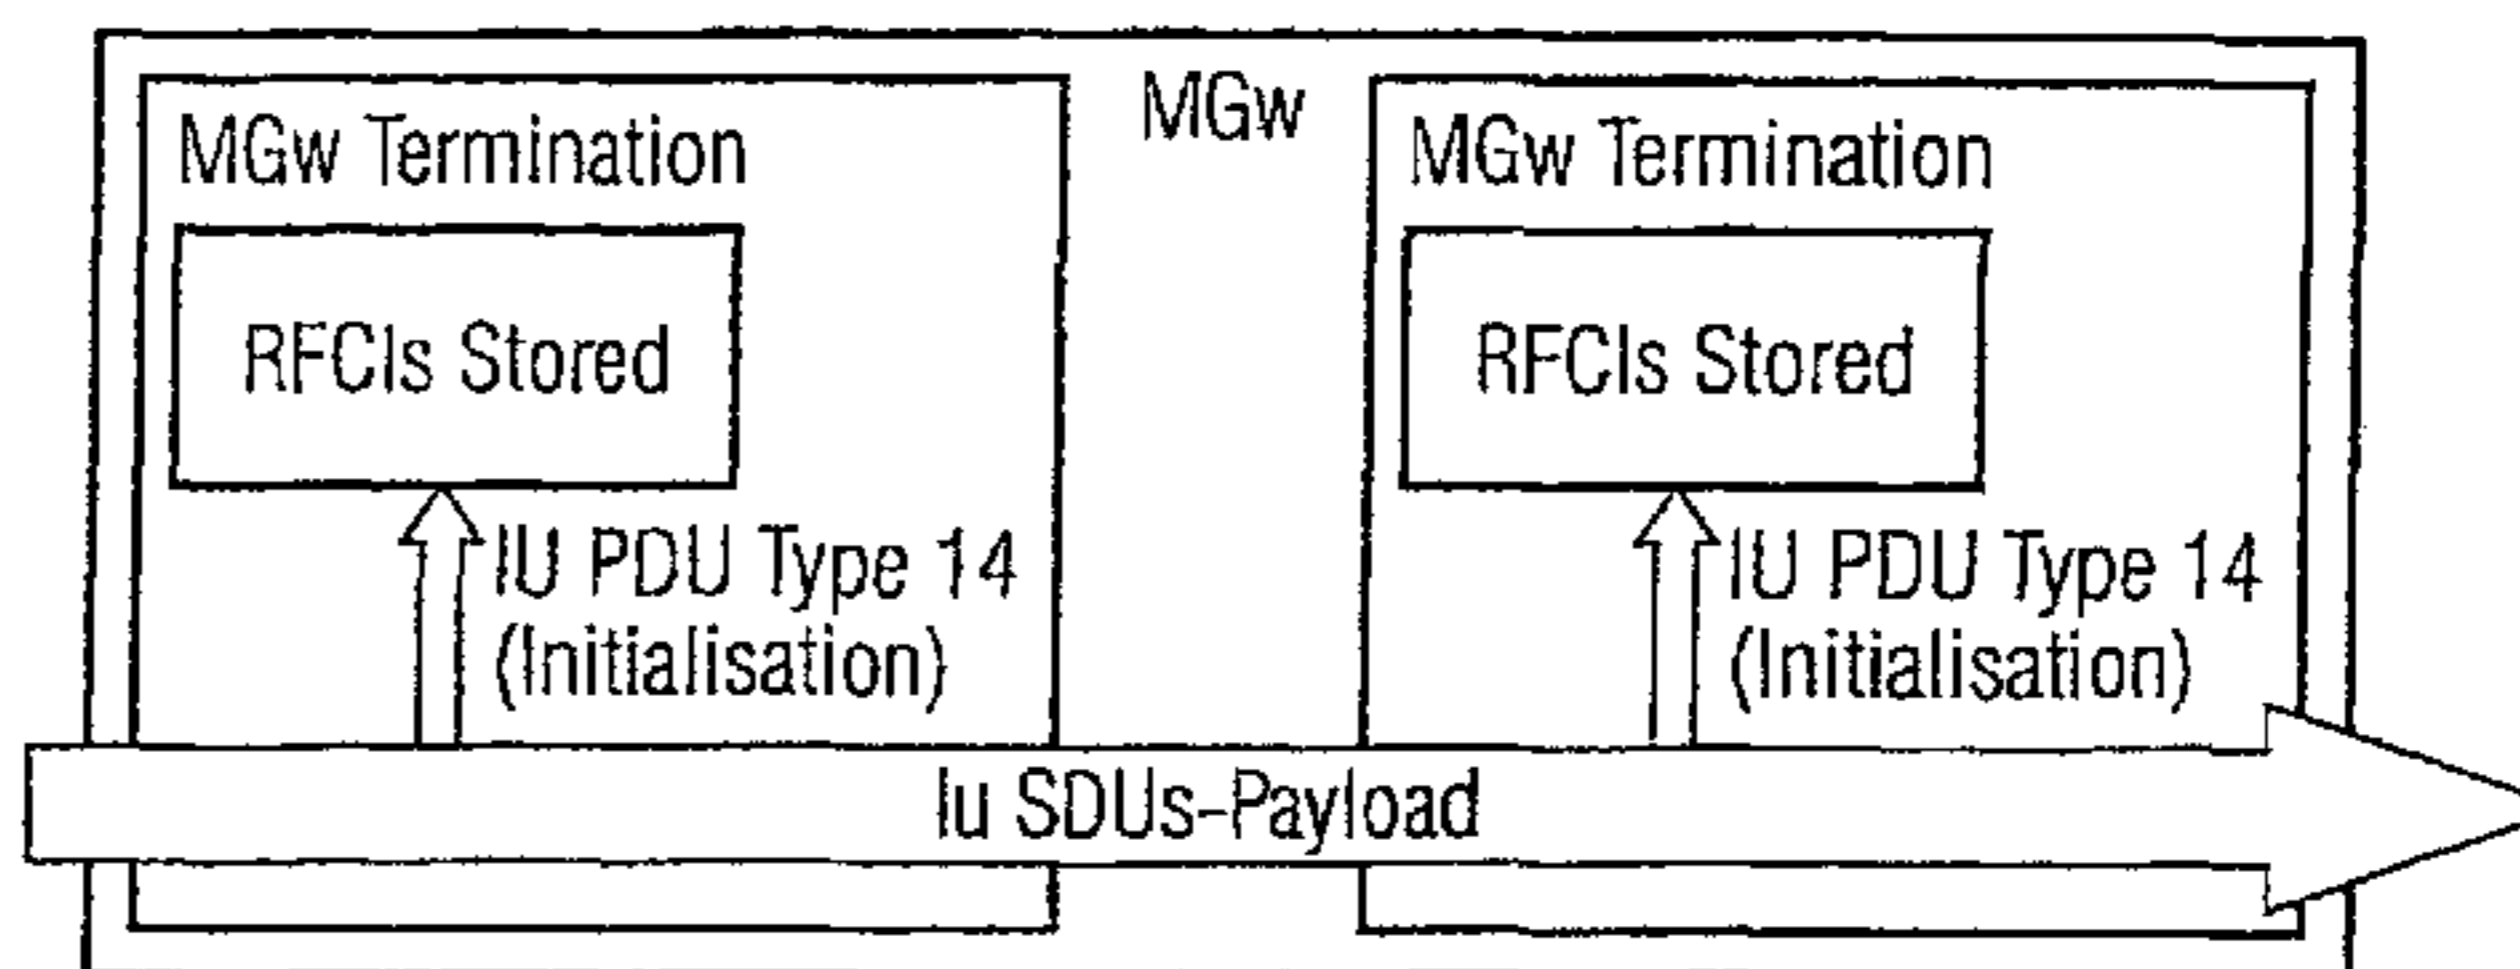 MGw
MGw Termination
RFCIs Stored
IU PDU Type 14
(Initialisation)
MGw Termination
RFCIs Stored
IU PDU Type 14
(Initialisation)
Iu SDUs-Payload